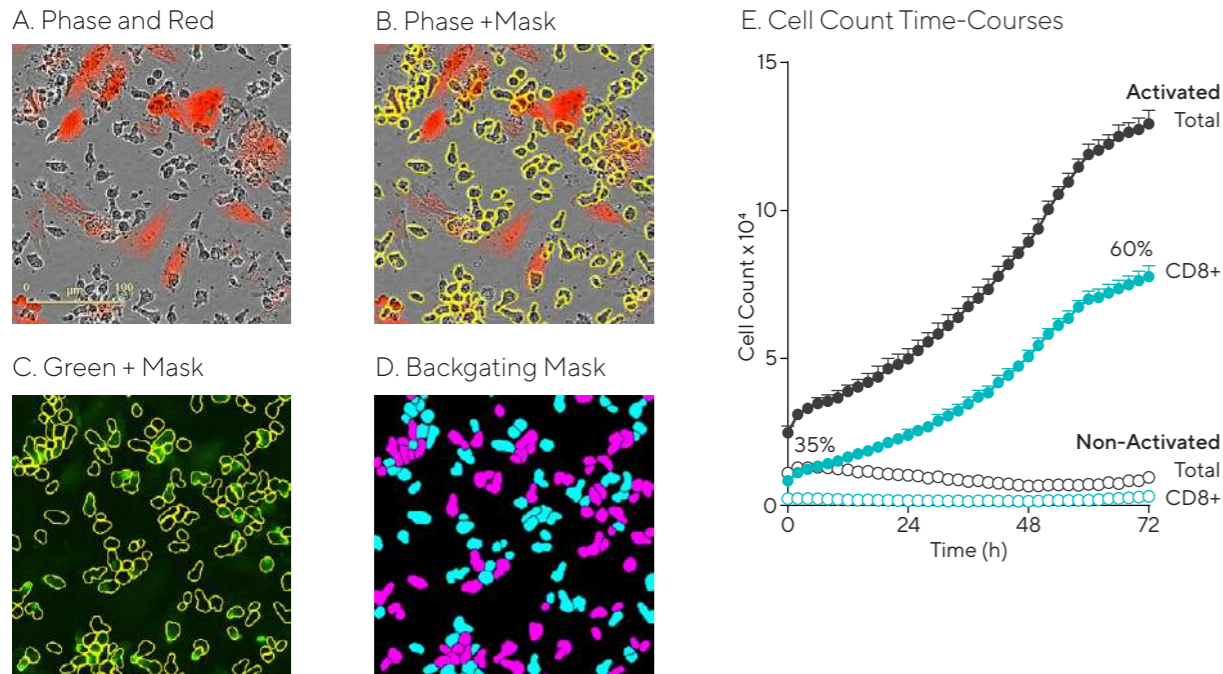 A. Phase and Red
B. Phase +Mask
0 μm 100
C. Green + Mask
D. Backgating Mask
E. Cell Count Time-Courses
15
10
5
0
Cell Count x 10⁴
Activated
Total
60%
CD8+
35%
Non-Activated
Total
CD8+
0
24
48
72
Time (h)